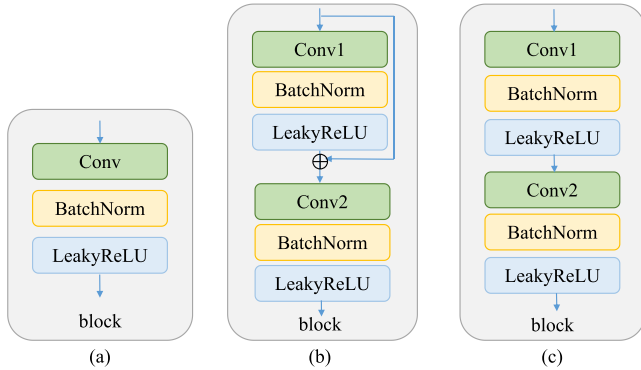 Conv
BatchNorm
LeakyReLU
block
(a)
Conv1
BatchNorm
LeakyReLU
Conv2
BatchNorm
LeakyReLU
block
(b)
Conv1
BatchNorm
LeakyReLU
Conv2
BatchNorm
LeakyReLU
block
(c)